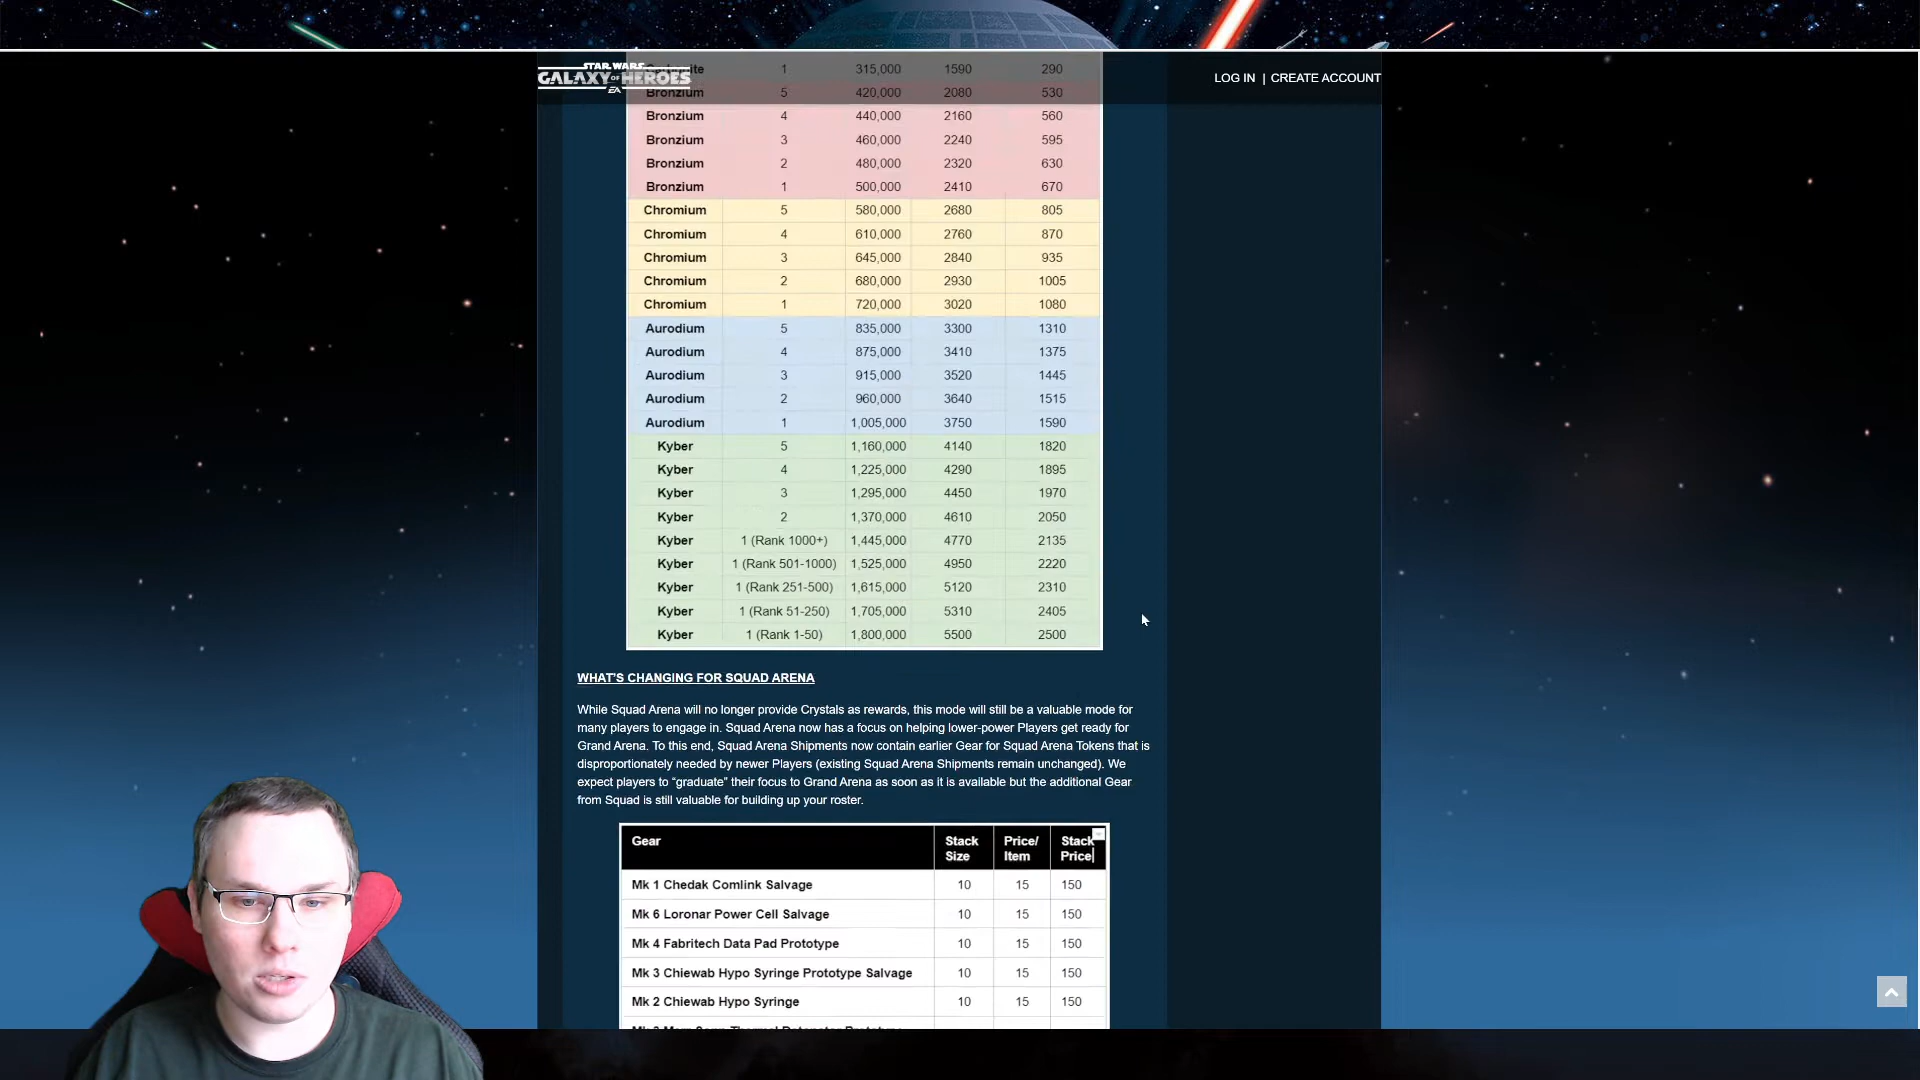 STAR WARS
GALAXY OF HEROES
EA
LOG IN | CREATE ACCOUNT
1 315,000 1590 290
Bronzium 5 420,000 2080 530
Bronzium 4 440,000 2160 560
Bronzium 3 460,000 2240 595
Bronzium 2 480,000 2320 630
Bronzium 1 500,000 2410 670
Chromium 5 580,000 2680 805
Chromium 4 610,000 2760 870
Chromium 3 645,000 2840 935
Chromium 2 680,000 2930 1005
Chromium 1 720,000 3020 1080
Aurodium 5 835,000 3300 1310
Aurodium 4 875,000 3410 1375
Aurodium 3 915,000 3520 1445
Aurodium 2 960,000 3640 1515
Aurodium 1 1,005,000 3750 1590
Kyber 5 1,160,000 4140 1820
Kyber 4 1,225,000 4290 1895
Kyber 3 1,295,000 4450 1970
Kyber 2 1,370,000 4610 2050
Kyber 1 (Rank 1000+) 1,445,000 4770 2135
Kyber 1 (Rank 501-1000) 1,525,000 4950 2220
Kyber 1 (Rank 251-500) 1,615,000 5120 2310
Kyber 1 (Rank 51-250) 1,705,000 5310 2405
Kyber 1 (Rank 1-50) 1,800,000 5500 2500
WHAT'S CHANGING FOR SQUAD ARENA
While Squad Arena will no longer provide Crystals as rewards, this mode will still be a valuable mode for
many players to engage in. Squad Arena now has a focus on helping lower-power Players get ready for
Grand Arena. To this end, Squad Arena Shipments now contain earlier Gear for Squad Arena Tokens that is
disproportionately needed by newer Players (existing Squad Arena Shipments remain unchanged). We
expect players to “graduate” their focus to Grand Arena as soon as it is available but the additional Gear
from Squad is still valuable for building up your roster.
Gear Stack Size Price/ Item Stack Price
Mk 1 Chedak Comlink Salvage 10 15 150
Mk 6 Loronar Power Cell Salvage 10 15 150
Mk 4 Fabritech Data Pad Prototype 10 15 150
Mk 3 Chiewab Hypo Syringe Prototype Salvage 10 15 150
Mk 2 Chiewab Hypo Syringe 10 15 150